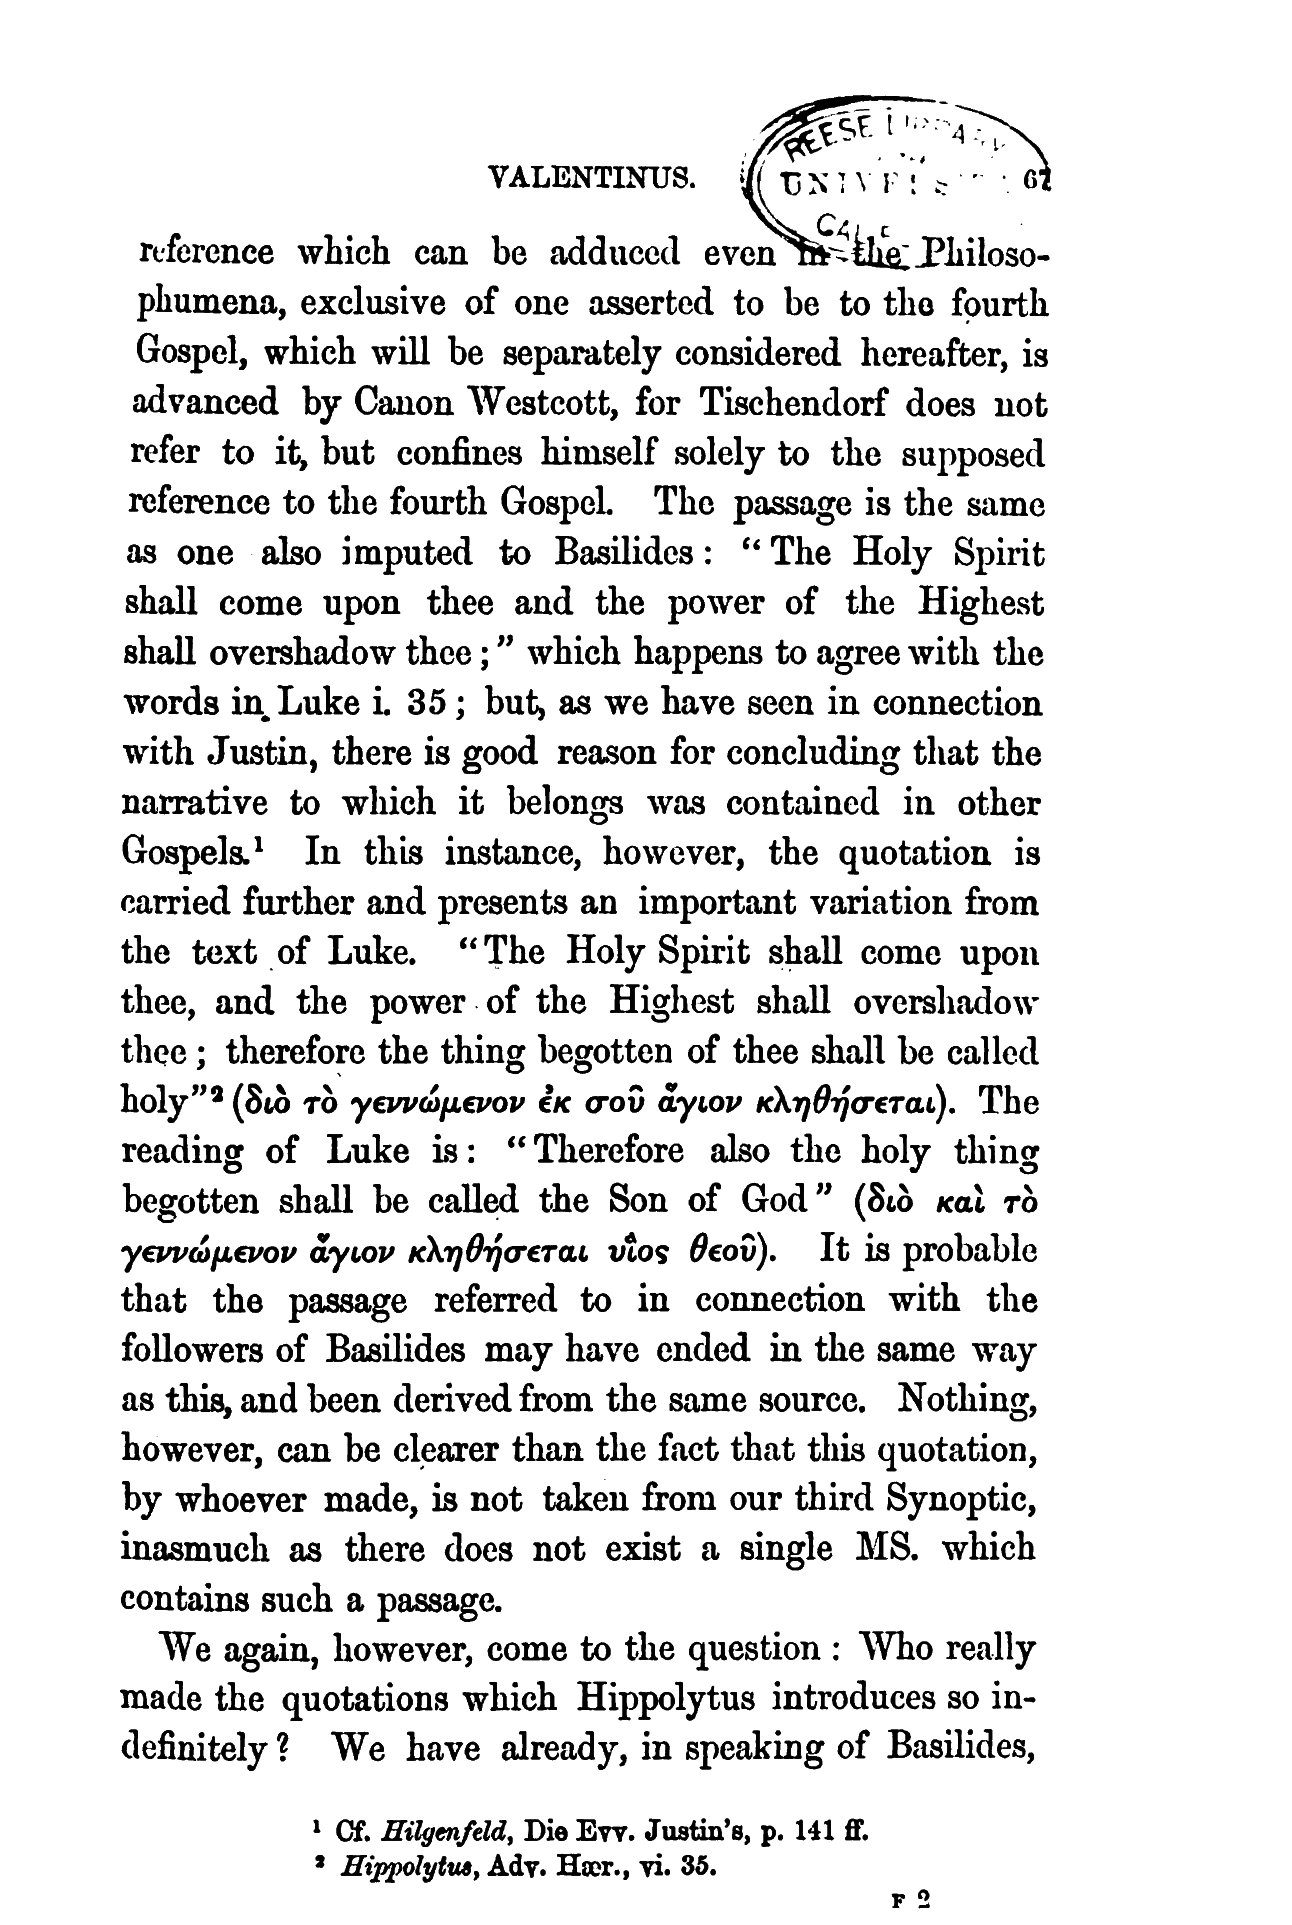 VALENTINUS. 67
REESE
CAL
reference which can be adduced even in the Philoso-
phumena, exclusive of one asserted to be to the fourth
Gospel, which will be separately considered hereafter, is
advanced by Canon Westcott, for Tischendorf does not
refer to it, but confines himself solely to the supposed
reference to the fourth Gospel. The passage is the same
as one also imputed to Basilides : “ The Holy Spirit
shall come upon thee and the power of the Highest
shall overshadow thee ; ” which happens to agree with the
words in Luke i. 35 ; but, as we have seen in connection
with Justin, there is good reason for concluding that the
narrative to which it belongs was contained in other
Gospels.¹ In this instance, however, the quotation is
carried further and presents an important variation from
the text of Luke. “ The Holy Spirit shall come upon
thee, and the power of the Highest shall overshadow
thee ; therefore the thing begotten of thee shall be called
holy”² (διὸ τὸ γεννώμενον ἐκ σοῦ ἅγιον κληθήσεται). The
reading of Luke is : “ Therefore also the holy thing
begotten shall be called the Son of God ” (διὸ καὶ τὸ
γεννώμενον ἅγιον κληθήσεται υἱὸς θεοῦ). It is probable
that the passage referred to in connection with the
followers of Basilides may have ended in the same way
as this, and been derived from the same source. Nothing,
however, can be clearer than the fact that this quotation,
by whoever made, is not taken from our third Synoptic,
inasmuch as there does not exist a single MS. which
contains such a passage.
We again, however, come to the question : Who really
made the quotations which Hippolytus introduces so in-
definitely ? We have already, in speaking of Basilides,
¹ Cf. Hilgenfeld, Die Evv. Justin's, p. 141 ff.
² Hippolytus, Adv. Hær., vi. 35.
F 2